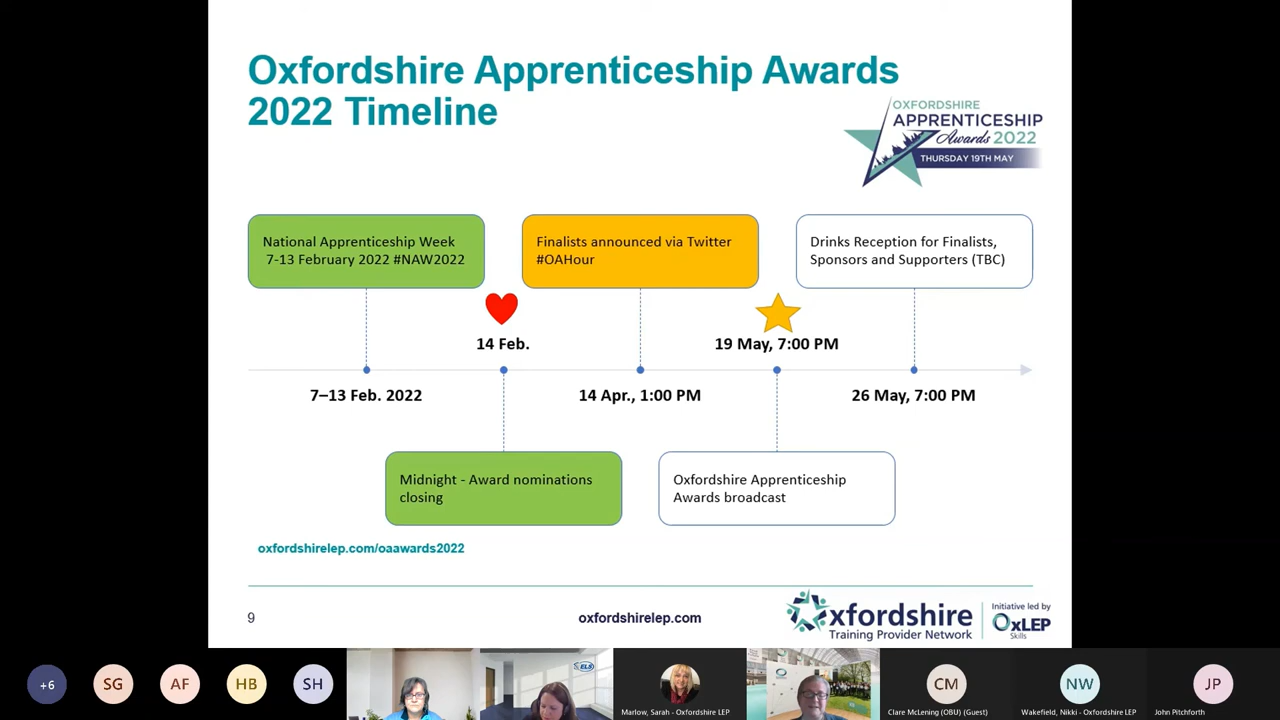 Oxfordshire Apprenticeship Awards
2022 Timeline
OXFORDSHIRE
APPRENTICESHIP
Awards 2022
THURSDAY 19TH MAY
National Apprenticeship Week
7-13 February 2022 #NAW2022
Finalists announced via Twitter
#OAHour
Drinks Reception for Finalists,
Sponsors and Supporters (TBC)
14 Feb.
19 May, 7:00 PM
7–13 Feb. 2022
14 Apr., 1:00 PM
26 May, 7:00 PM
Midnight - Award nominations
closing
Oxfordshire Apprenticeship
Awards broadcast
oxfordshirelep.com/oaawards2022
9
oxfordshirelep.com
Oxfordshire
Training Provider Network
Initiative led by
OxLEP
Skills
+6
SG
AF
HB
SH
ELS
Marlow, Sarah - Oxfordshire LEP
CM
Clare McLening (OBU) (Guest)
NW
Wakefield, Nikki - Oxfordshire LEP
JP
John Pitchforth